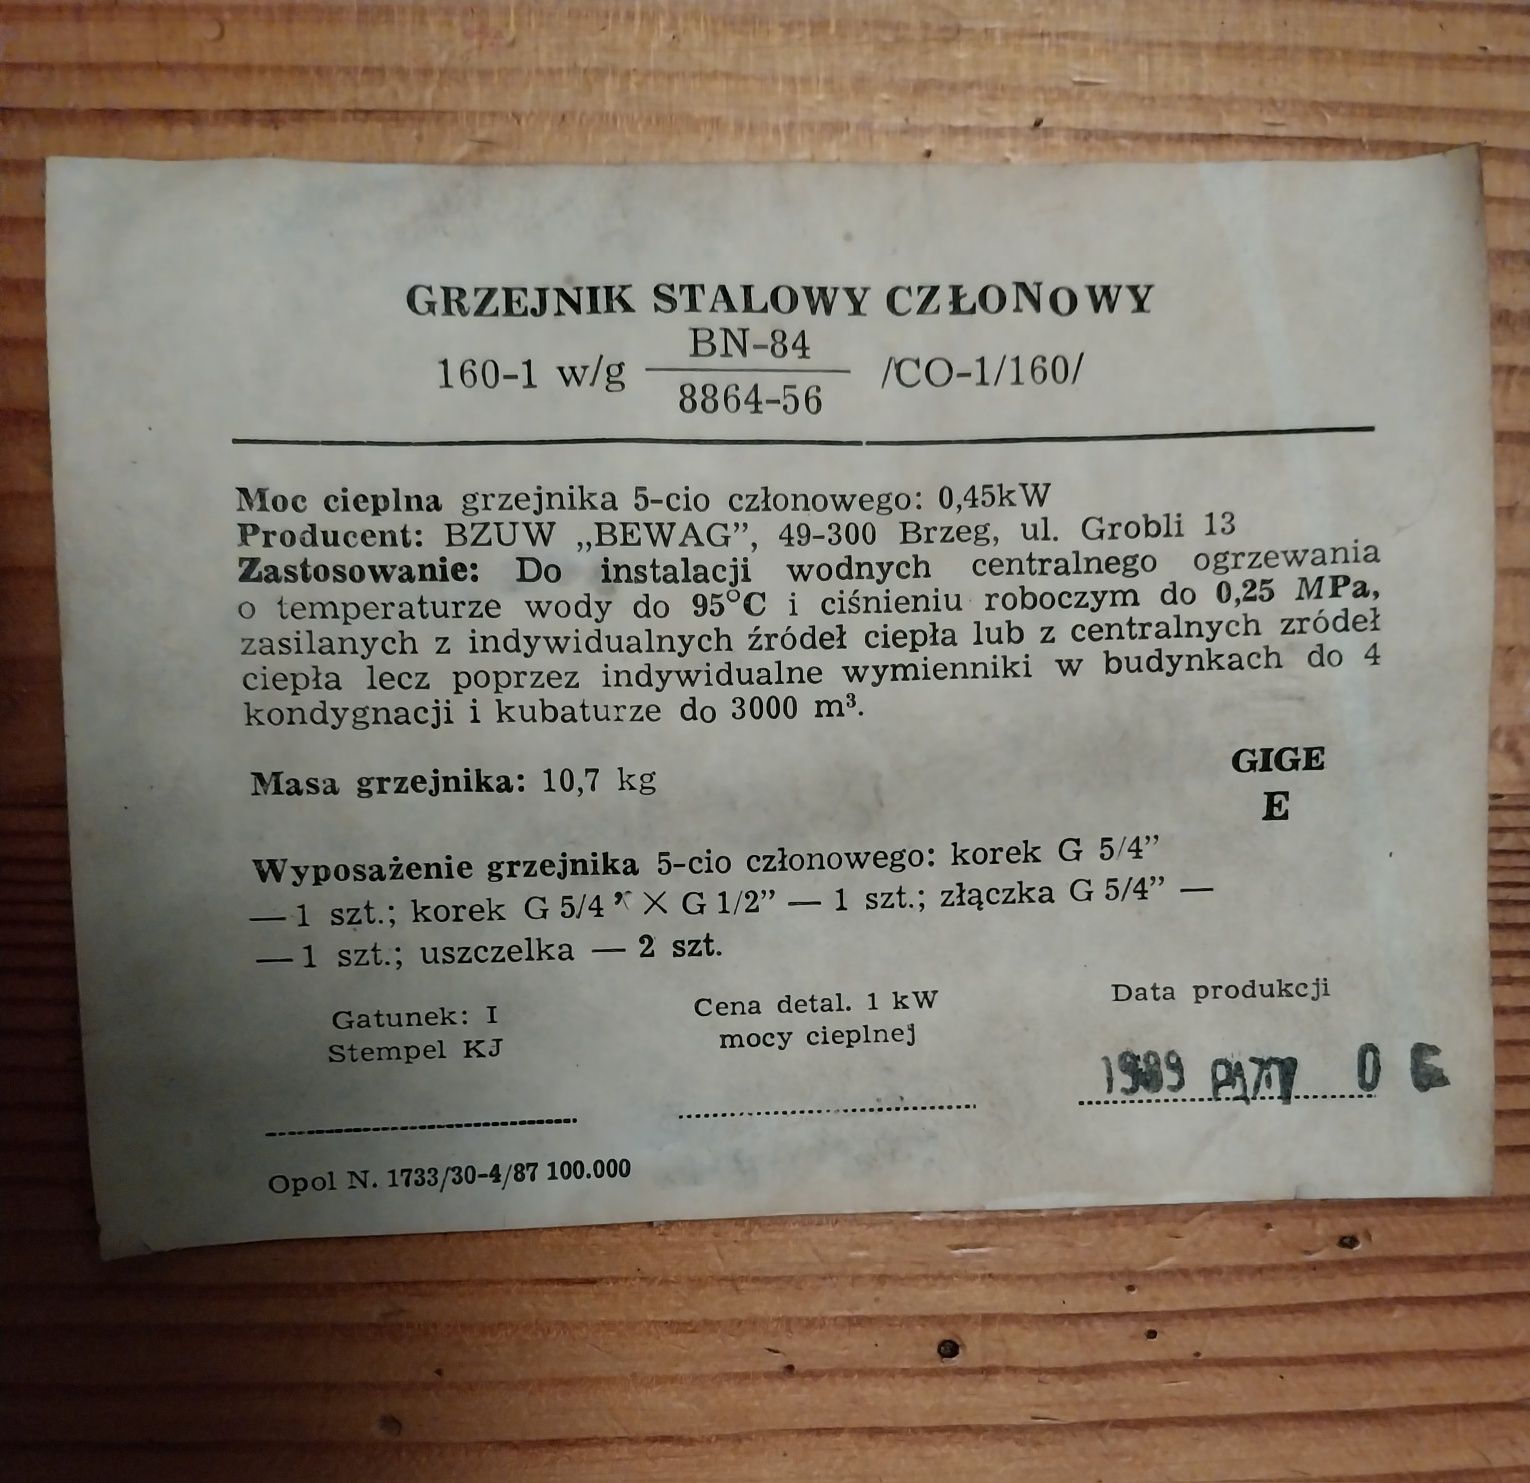 GRZEJNIK STALOWY CZŁONOWY
160-1 w/g BN-84 /CO-1/160/
8864-56
Moc cieplna grzejnika 5-cio członowego: 0,45kW
Producent: BZUW „BEWAG”, 49-300 Brzeg, ul. Grobli 13
Zastosowanie: Do instalacji wodnych centralnego ogrzewania
o temperaturze wody do 95°C i ciśnieniu roboczym do 0,25 MPa,
zasilanych z indywidualnych źródeł ciepła lub z centralnych zródeł
ciepła lecz poprzez indywidualne wymienniki w budynkach do 4
kondygnacji i kubaturze do 3000 m³.
Masa grzejnika: 10,7 kg
GIGE
E
Wyposażenie grzejnika 5-cio członowego: korek G 5/4”
— 1 szt.; korek G 5/4” × G 1/2” — 1 szt.; złączka G 5/4” —
— 1 szt.; uszczelka — 2 szt.
Gatunek: I
Stempel KJ
Cena detal. 1 kW
mocy cieplnej
Data produkcji
1989 0
Opol N. 1733/30-4/87 100.000